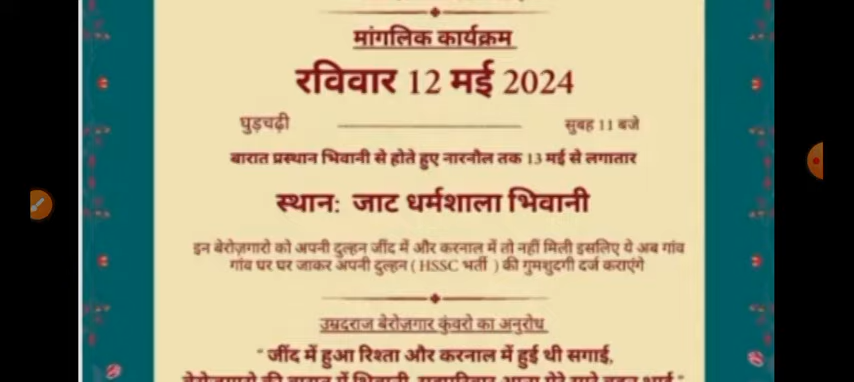 मांगलिक कार्यक्रम
रविवार 12 मई 2024
घुड़चढ़ी सुबह 11 बजे
बारात प्रस्थान भिवानी से होते हुए नारनौल तक 13 मई से लगातार
स्थान: जाट धर्मशाला भिवानी
इन बेरोज़गारो को अपनी दुल्हन जींद में और करनाल में तो नहीं मिली इसलिए ये अब गांव
गांव घर घर जाकर अपनी दुल्हन ( HSSC भर्ती ) की गुमशुदगी दर्ज कराएंगे
उम्रदराज बेरोज़गार कुंवरो का अनुरोध
" जींद में हुआ रिश्ता और करनाल में हुई थी सगाई,
बेरोज़गारो की बारात में भिवानी